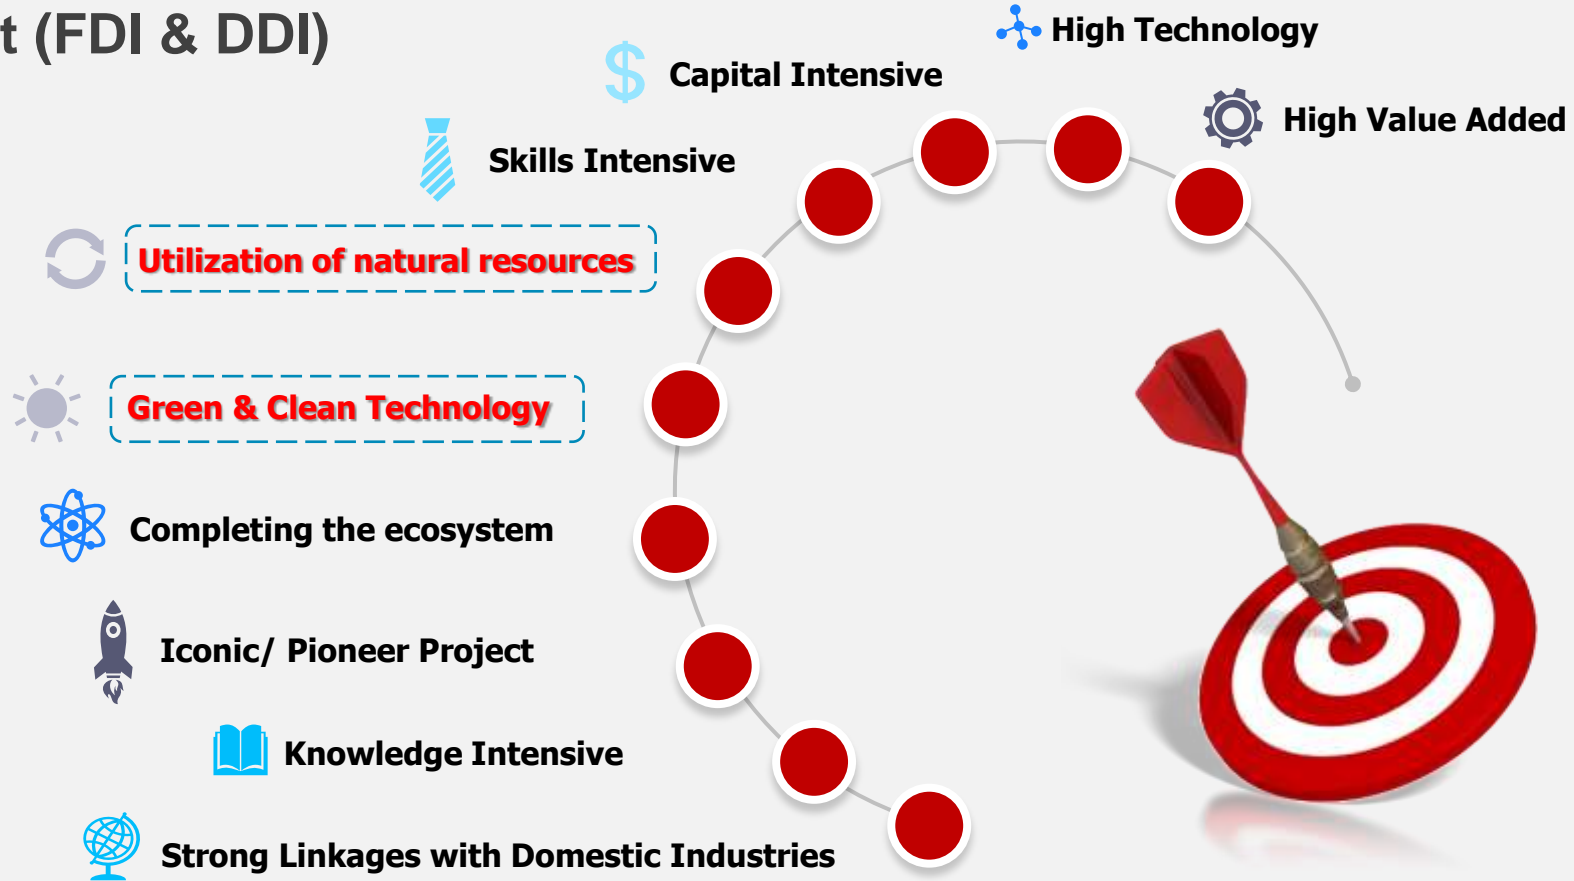 t (FDI & DDI)
High Technology
Capital Intensive
High Value Added
Skills Intensive
Utilization of natural resources
Green & Clean Technology
Completing the ecosystem
Iconic/ Pioneer Project
Knowledge Intensive
Strong Linkages with Domestic Industries